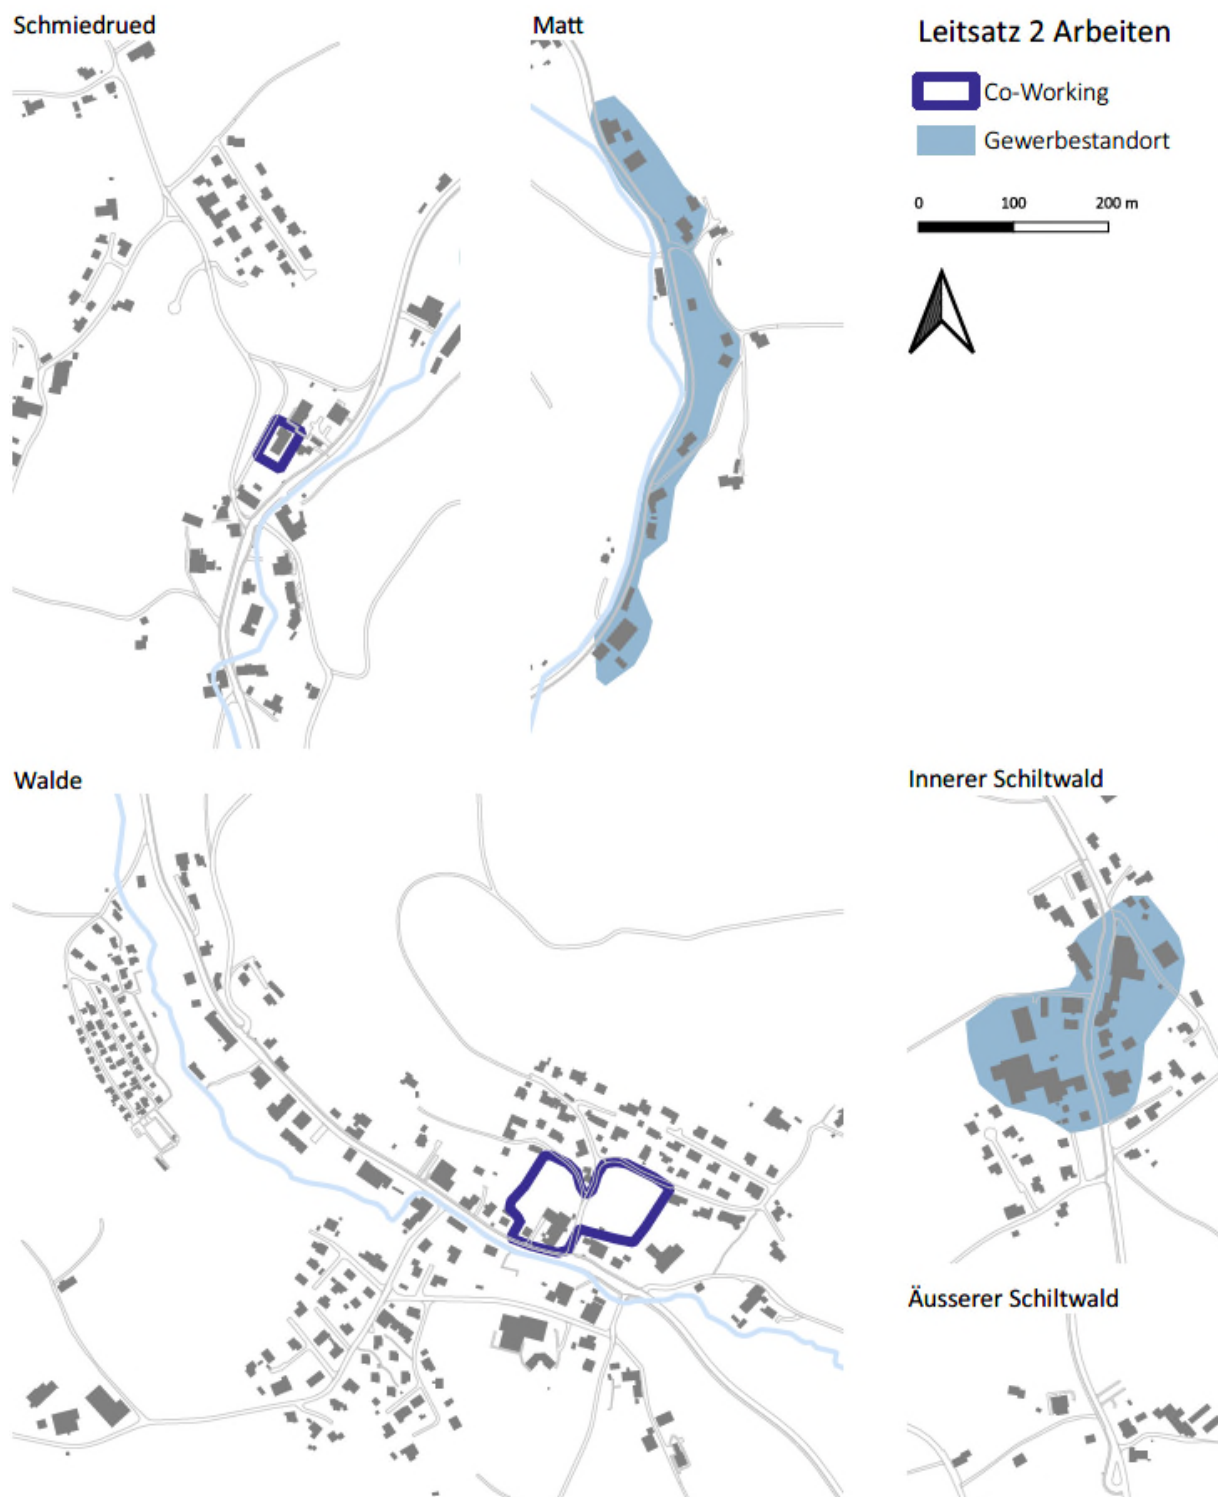 Schmiedrued
Matt
Leitsatz 2 Arbeiten
Co-Working
Gewerbestandort
0 100 200 m
Walde
Innerer Schiltwald
Äusserer Schiltwald